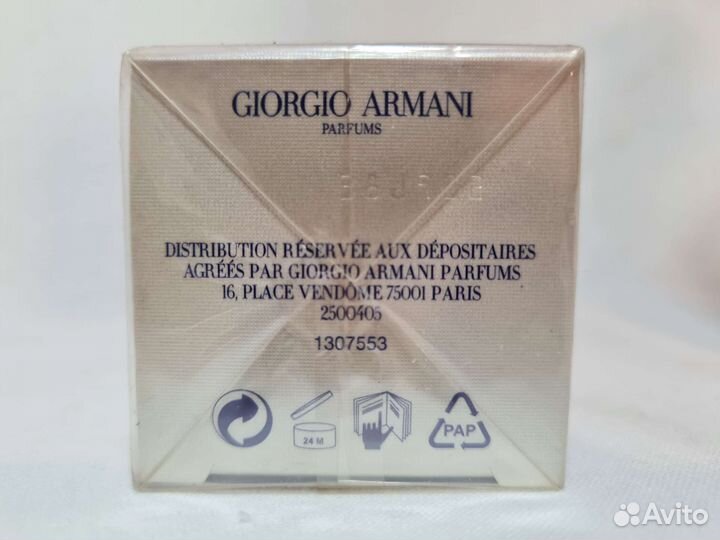 GIORGIO ARMANI
PARFUMS
DISTRIBUTION RÉSERVÉE AUX DÉPOSITAIRES
AGRÉÉS PAR GIORGIO ARMANI PARFUMS
16, PLACE VENDÔME 75001 PARIS
2500405
1307553
24 M
PAP
Avito